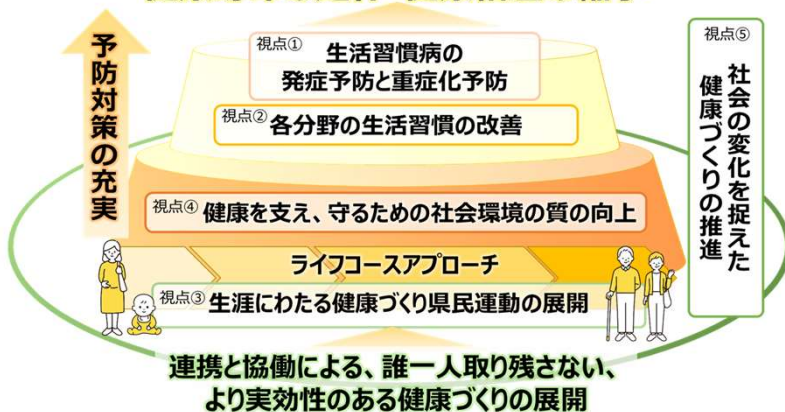 視点①
生活習慣病の
発症予防と重症化予防
視点②
各分野の生活習慣の改善
視点④
健康を支え、守るための社会環境の質の向上
ライフコースアプローチ
視点③
生涯にわたる健康づくり県民運動の展開
連携と協働による、誰一人取り残さない、
より実効性のある健康づくりの展開
予防対策の充実
視点⑤
社会の変化を捉えた
健康づくりの推進